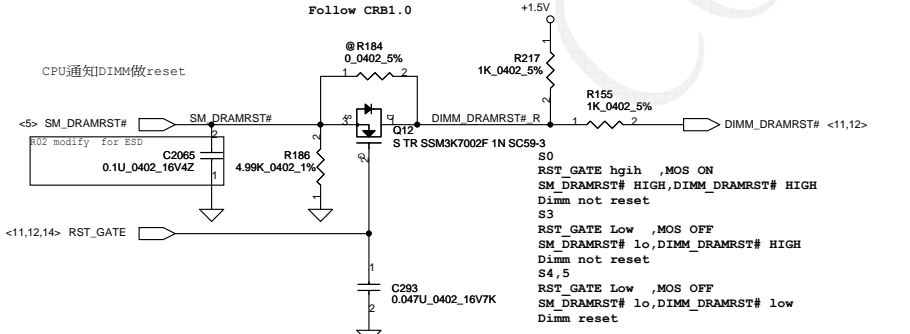 Follow CRB1.0
+1.5V
@R184
0_0402_5%
1
2
R217
1K_0402_5%
1
2
CPU通知DIMM做reset
R155
1K_0402_5%
1
2
<5> SM_DRAMRST#
SM_DRAMRST#
3
S
D
1
G
2
Q12
S TR SSM3K7002F 1N SC59-3
DIMM_DRAMRST#_R
DIMM_DRAMRST# <11,12>
R02 modify for ESD
C2065
0.1U_0402_16V4Z
2
1
R186
4.99K_0402_1%
2
1
S0
RST_GATE hgih ,MOS ON
SM_DRAMRST# HIGH,DIMM_DRAMRST# HIGH
Dimm not reset
S3
RST_GATE Low ,MOS OFF
SM_DRAMRST# lo,DIMM_DRAMRST# HIGH
Dimm not reset
S4,5
RST_GATE Low ,MOS OFF
SM_DRAMRST# lo,DIMM_DRAMRST# low
Dimm reset
<11,12,14> RST_GATE
1
C293
0.047U_0402_16V7K
2